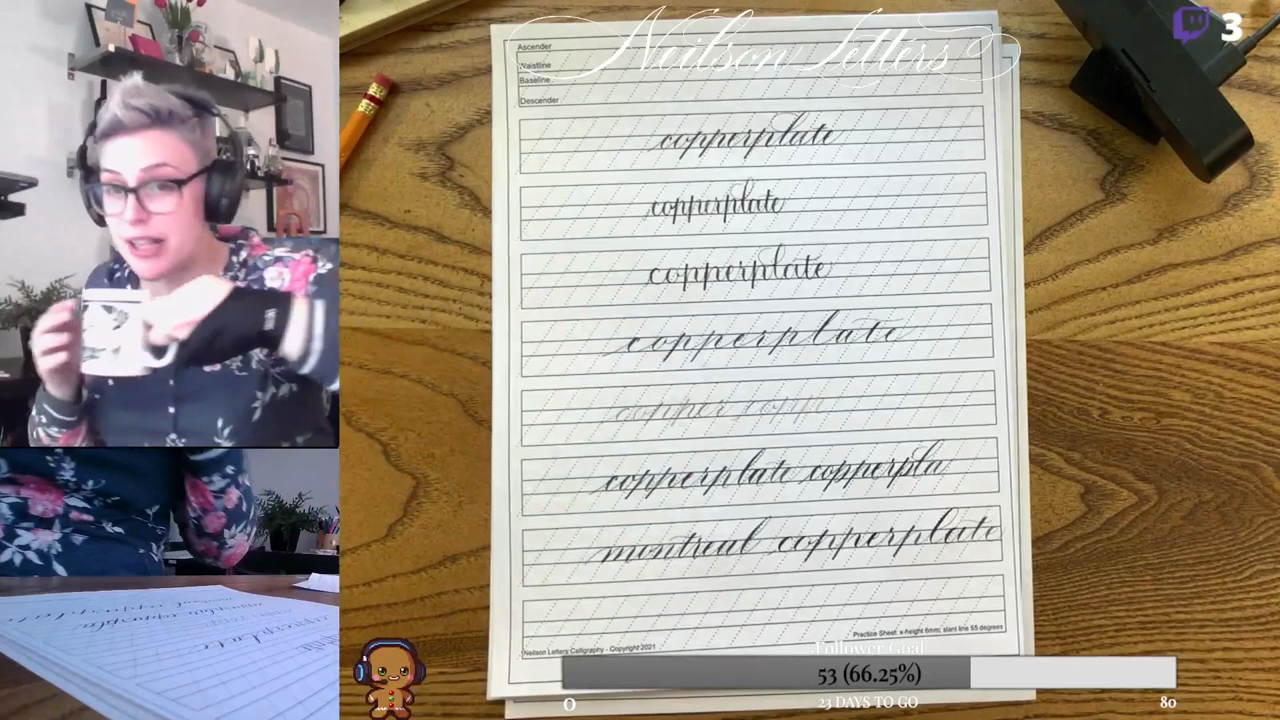 Neilson Letters
3
Ascender
Waistline
Baseline
Descender
copperplate
copperplate
copperplate
copperplate
copper copp
copperplate copperpla
montreal copperplate
Practice Sheet: x-height 6mm; slant line 55 degrees
Neilson Letters Calligraphy - Copyright 2021
Follower Goal
53 (66.25%)
0
23 DAYS TO GO
80